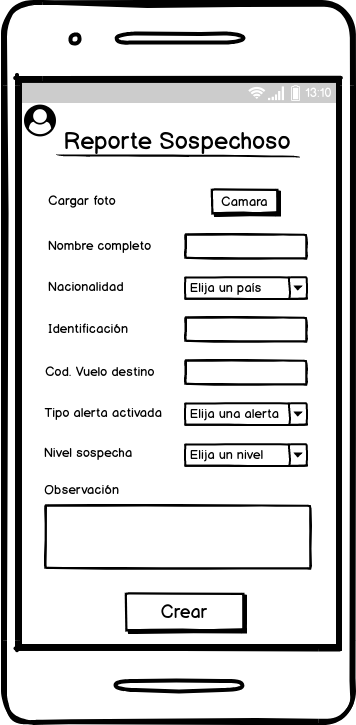 13:10
Reporte Sospechoso
Cargar foto Camara
Nombre completo
Nacionalidad Elija un país
Identificación
Cod. Vuelo destino
Tipo alerta activada Elija una alerta
Nivel sospecha Elija un nivel
Observación
Crear